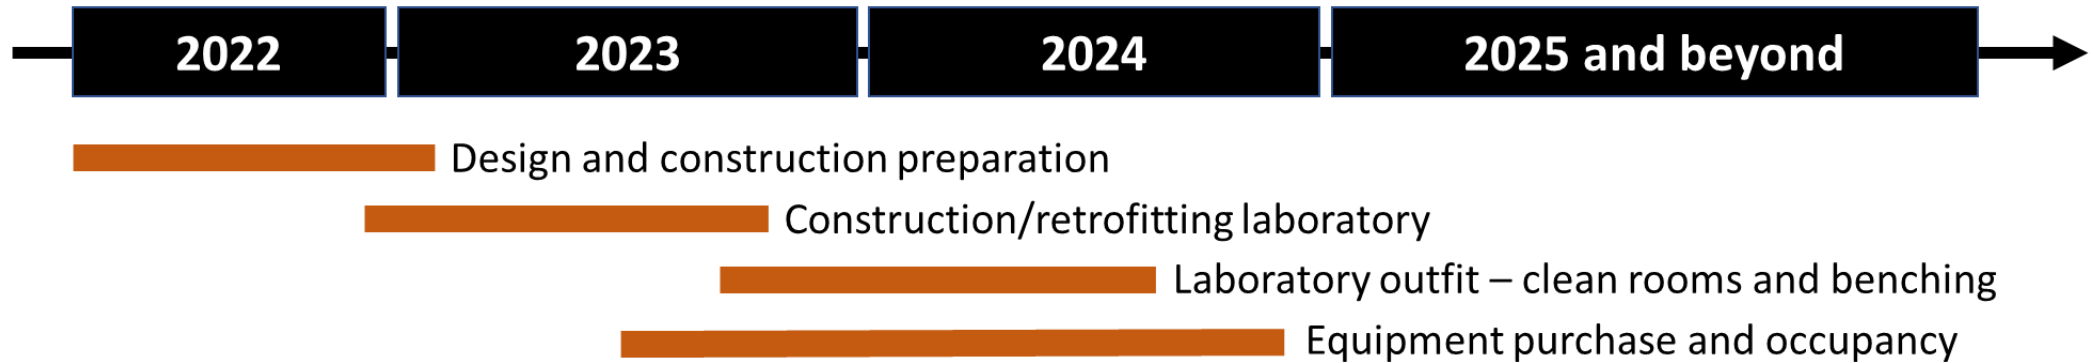 2022 2023 2024 2025 and beyond
Design and construction preparation
Construction/retrofitting laboratory
Laboratory outfit – clean rooms and benching
Equipment purchase and occupancy